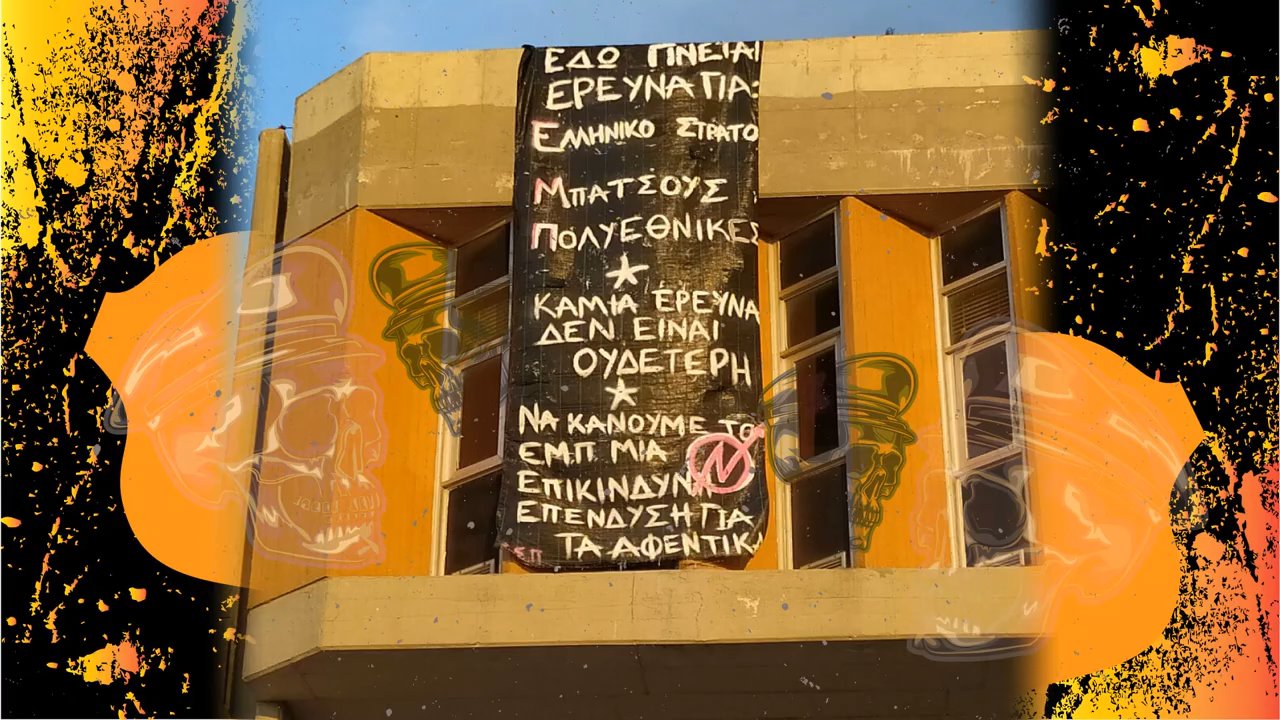 ΕΔΩ ΓΙΝΕΤΑΙ
ΕΡΕΥΝΑ ΓΙΑ:
ΕΛΛΗΝΙΚΟ ΣΤΡΑΤΟ
ΜΠΑΤΣΟΥΣ
ΠΟΛΥΕΘΝΙΚΕΣ
ΚΑΜΙΑ ΕΡΕΥΝΑ
ΔΕΝ ΕΙΝΑΙ
ΟΥΔΕΤΕΡΗ
ΝΑ ΚΑΝΟΥΜΕ ΤΟ
ΕΜΠ ΜΙΑ
ΕΠΙΚΙΝΔΥΝΗ
ΕΠΕΝΔΥΣΗ ΓΙΑ
ΤΑ ΑΦΕΝΤΙΚΑ
Σ.Π